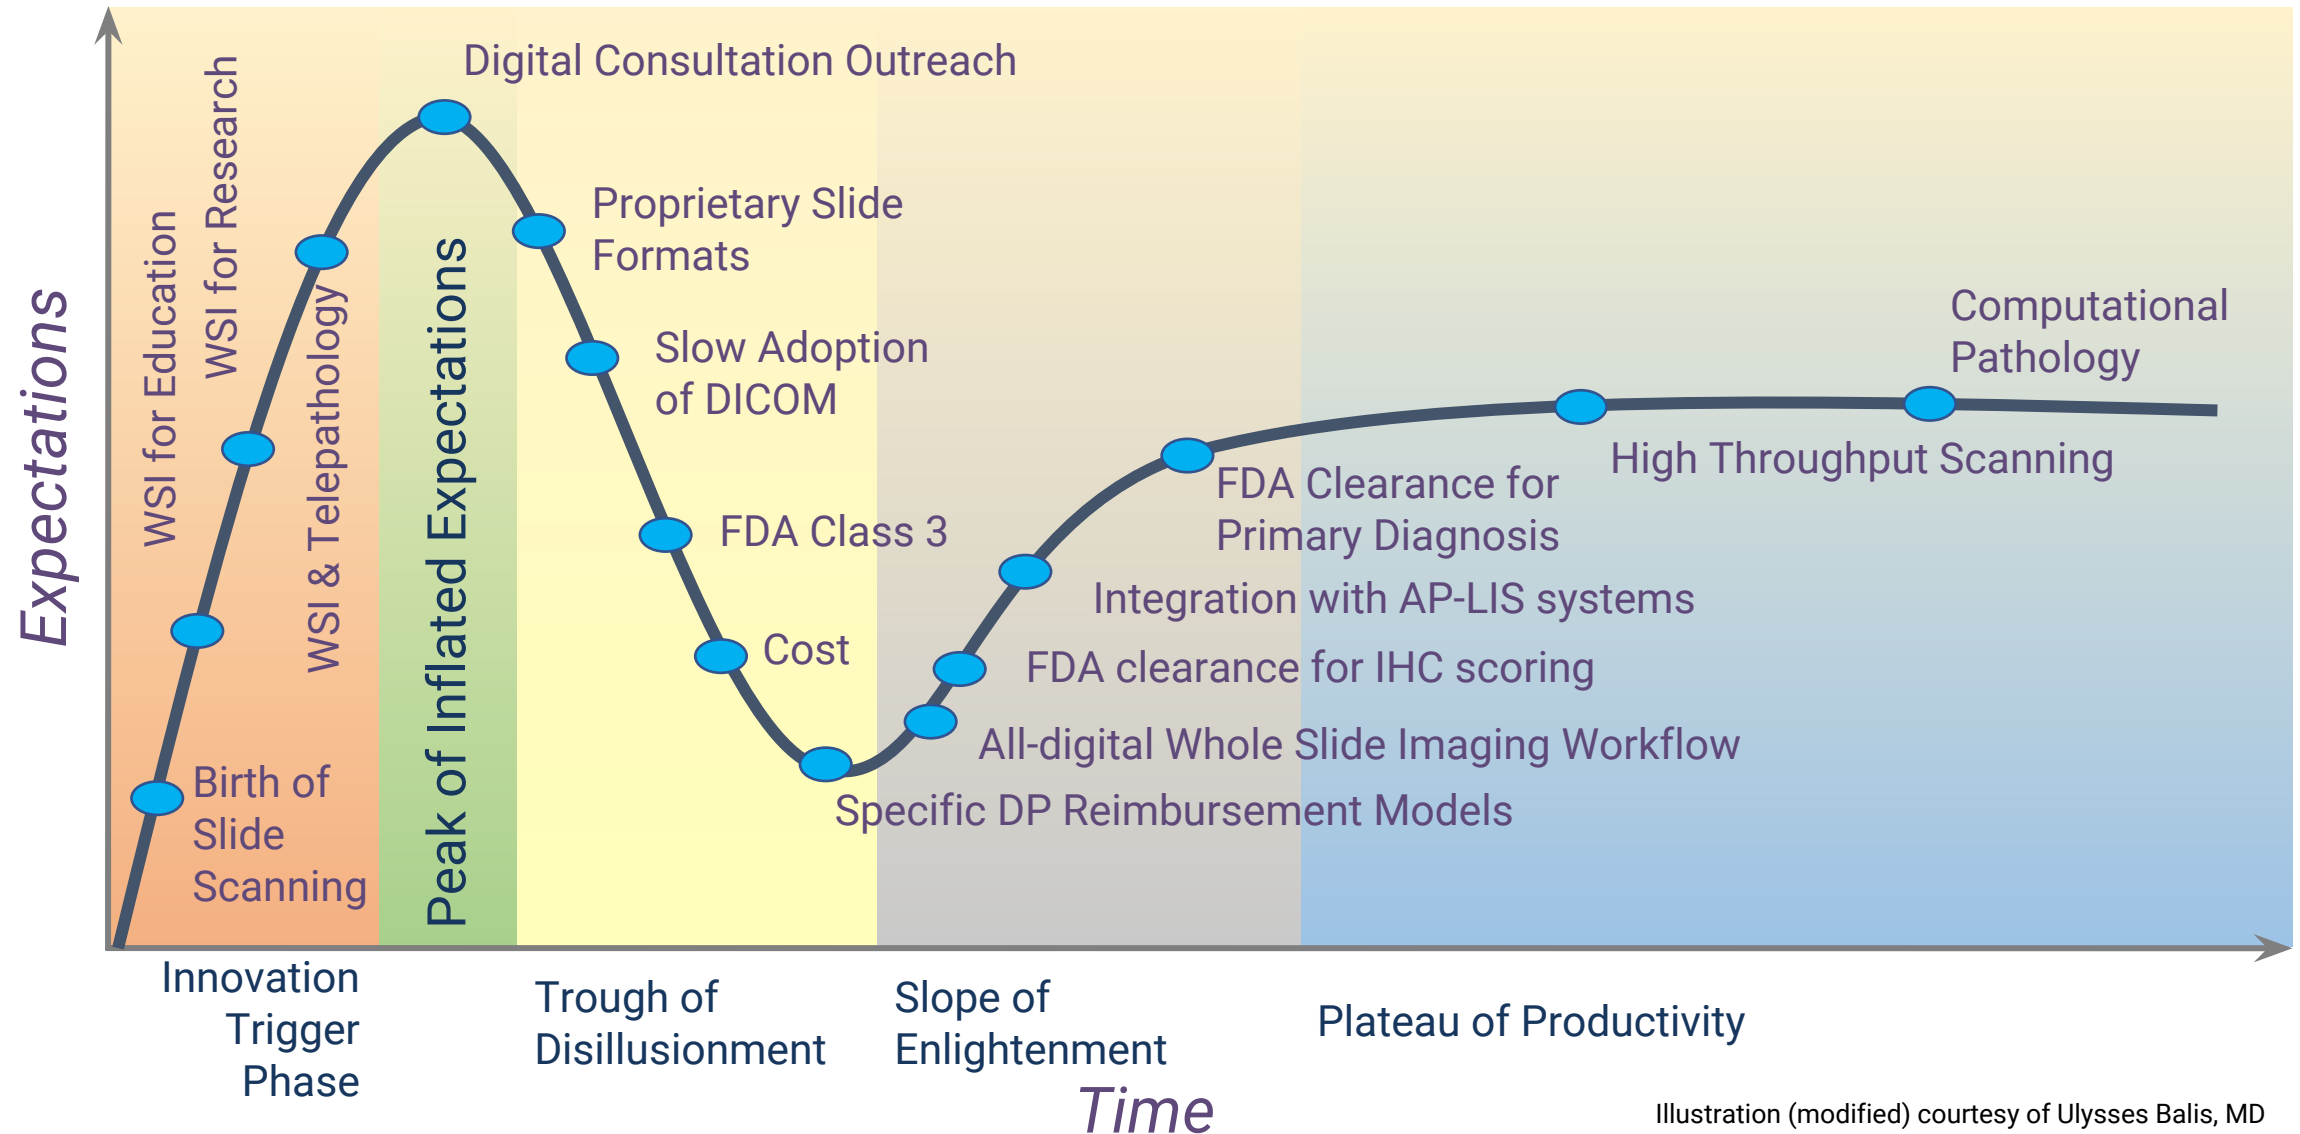 Digital Consultation Outreach
WSI for Education
WSI for Research
WSI & Telepathology
Peak of Inflated Expectations
Proprietary Slide
Formats
Slow Adoption
of DICOM
FDA Class 3
Cost
Birth of
Slide
Scanning
Computational
Pathology
High Throughput Scanning
FDA Clearance for
Primary Diagnosis
Integration with AP-LIS systems
FDA clearance for IHC scoring
All-digital Whole Slide Imaging Workflow
Specific DP Reimbursement Models
Expectations
Innovation
Trigger
Phase
Trough of
Disillusionment
Slope of
Enlightenment
Plateau of Productivity
Time
Illustration (modified) courtesy of Ulysses Balis, MD